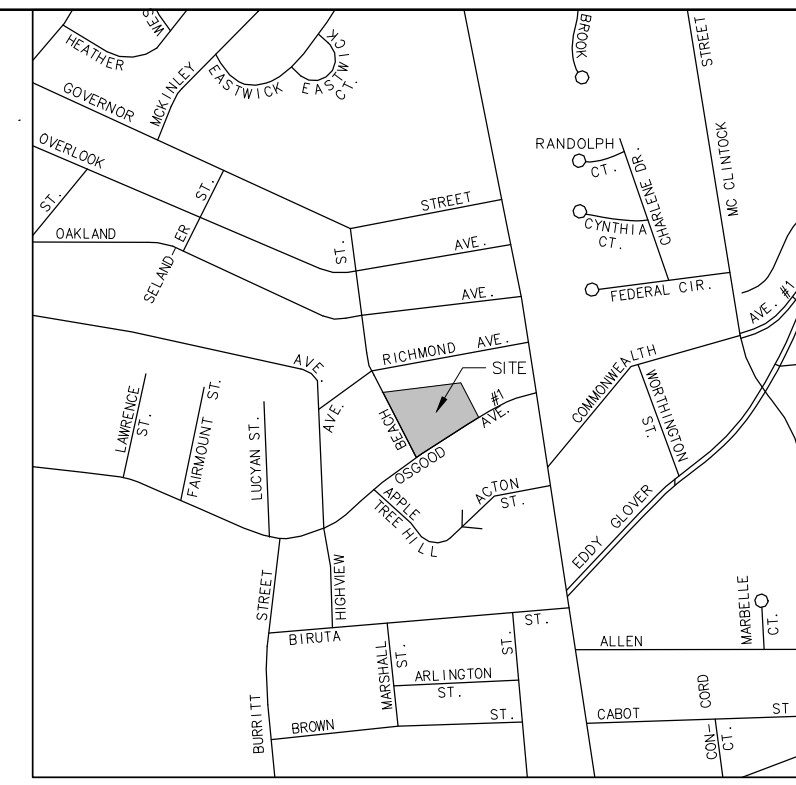 WES
HEATHER
MCKINLEY
EASTWICK
EASTWICK
CT.
BROOK
STREET
GOVERNOR
OVERLOOK
ST.
ST.
OAKLAND
SELAND-
ER
STREET
ST.
AVE.
AVE.
RANDOLPH
CT.
CHARLENE DR.
CYNTHIA
CT.
MC CLINTOCK
FEDERAL CIR.
AVE. #1
RICHMOND AVE.
SITE
AVE.
AVE.
BEACH
#1
AVE.
OSGOOD
LAWRENCE
ST.
FAIRMOUNT ST.
LUCYAN ST.
COMMONWEALTH
WORTHINGTON
ST.
APPLE
TREE HILL
ACTON
ST.
EDDY GLOVER
STREET
HIGHVIEW
BIRUTA
ST.
MARSHALL
ST.
ST.
ARLINGTON
ST.
BURRITT
BROWN
ST.
MARBELLE
CT.
ALLEN
CABOT
ST
CON-
CORD
CT.